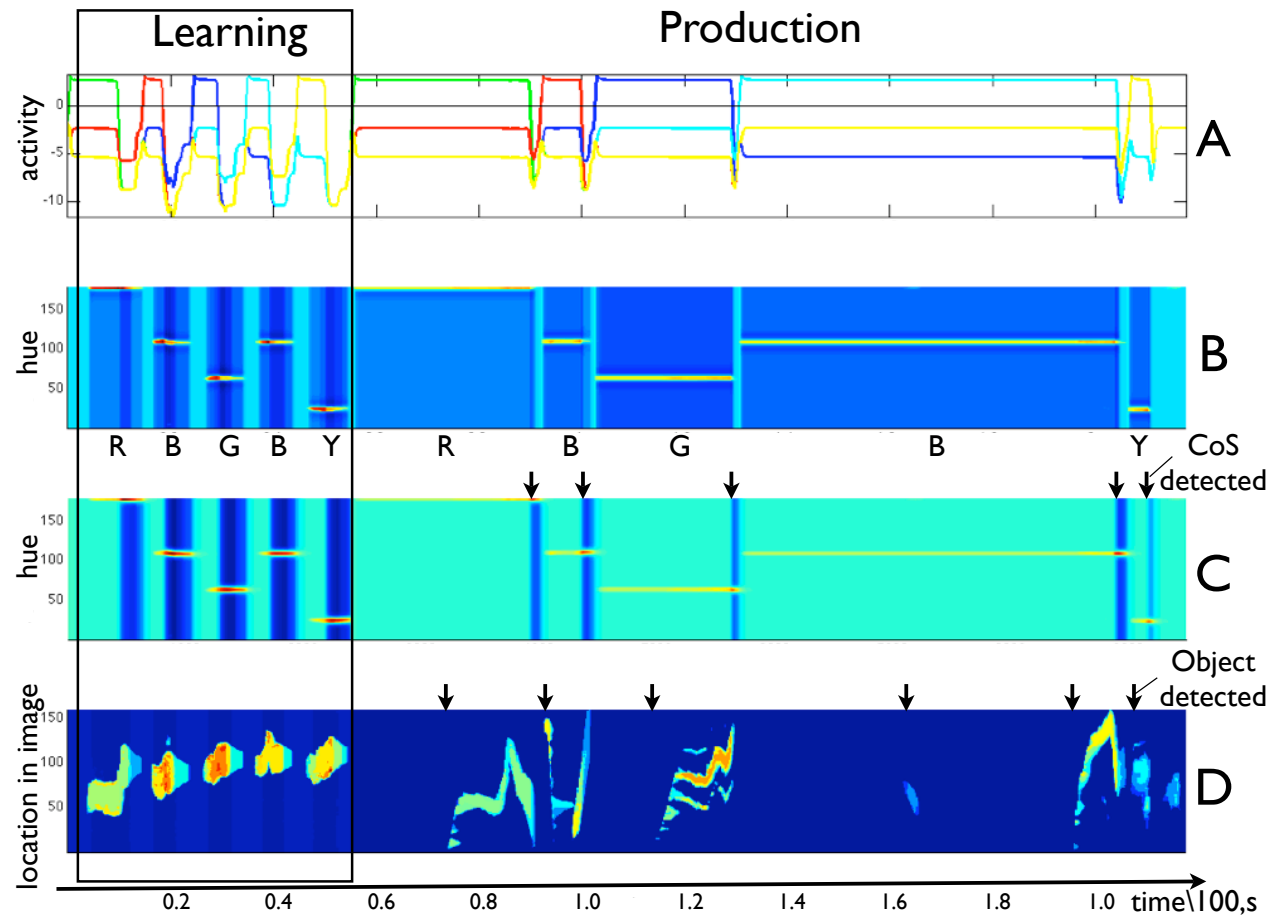 Learning
Production
activity
0
-5
-10
A
hue
150
100
50
B
R B G B Y R B G B Y
CoS
detected
hue
150
100
50
C
Object
detected
location in image
150
100
50
D
0.2 0.4 0.6 0.8 1.0 1.2 1.4 1.6 1.8 1.0 time\100,s